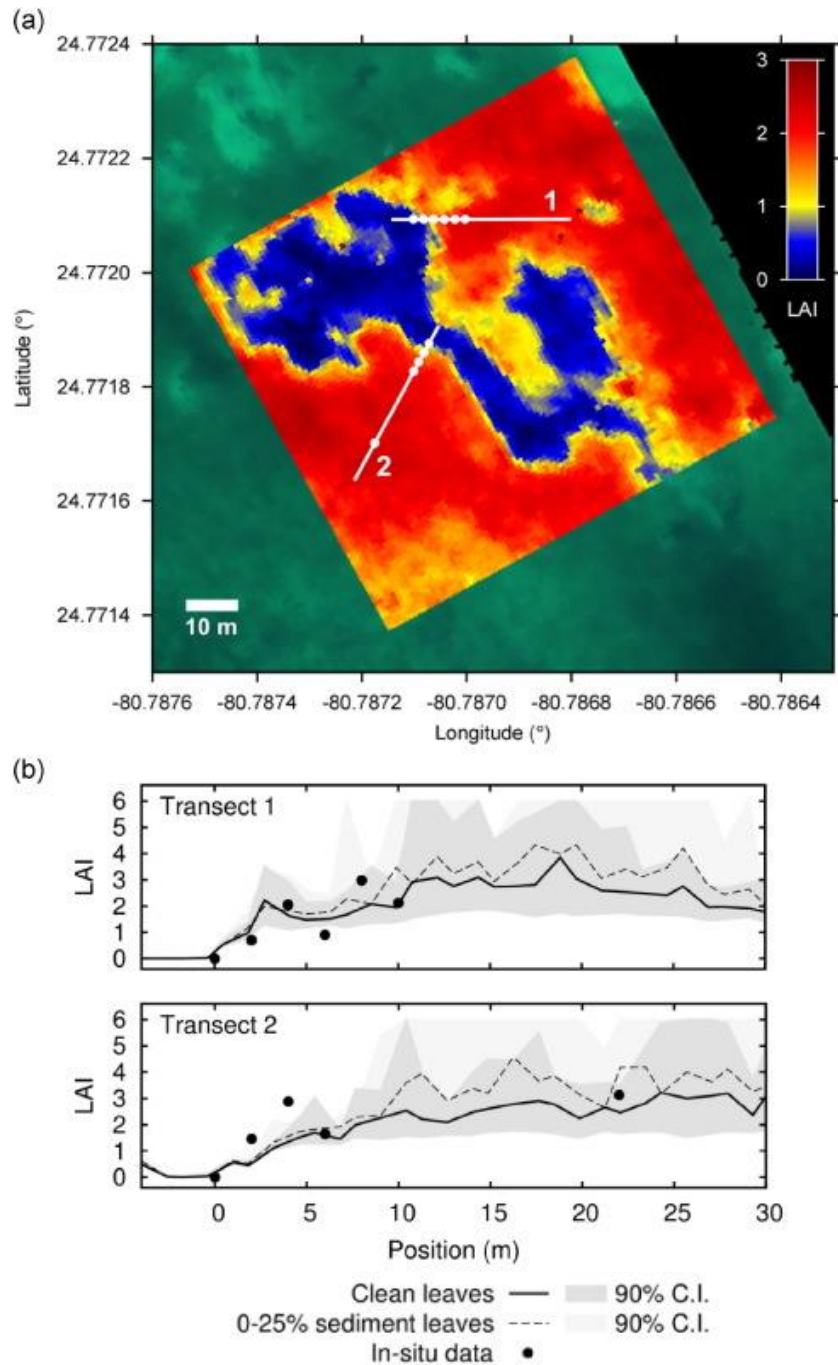 (a)
24.7724
24.7722
24.7720
24.7718
24.7716
24.7714
Latitude (°)
3
2
1
0
LAI
1
2
10 m
-80.7876 -80.7874 -80.7872 -80.7870 -80.7868 -80.7866 -80.7864
Longitude (°)
(b)
Transect 1
LAI
6
5
4
3
2
1
0
Transect 2
LAI
6
5
4
3
2
1
0
0 5 10 15 20 25 30
Position (m)
Clean leaves 90% C.I.
0-25% sediment leaves 90% C.I.
In-situ data